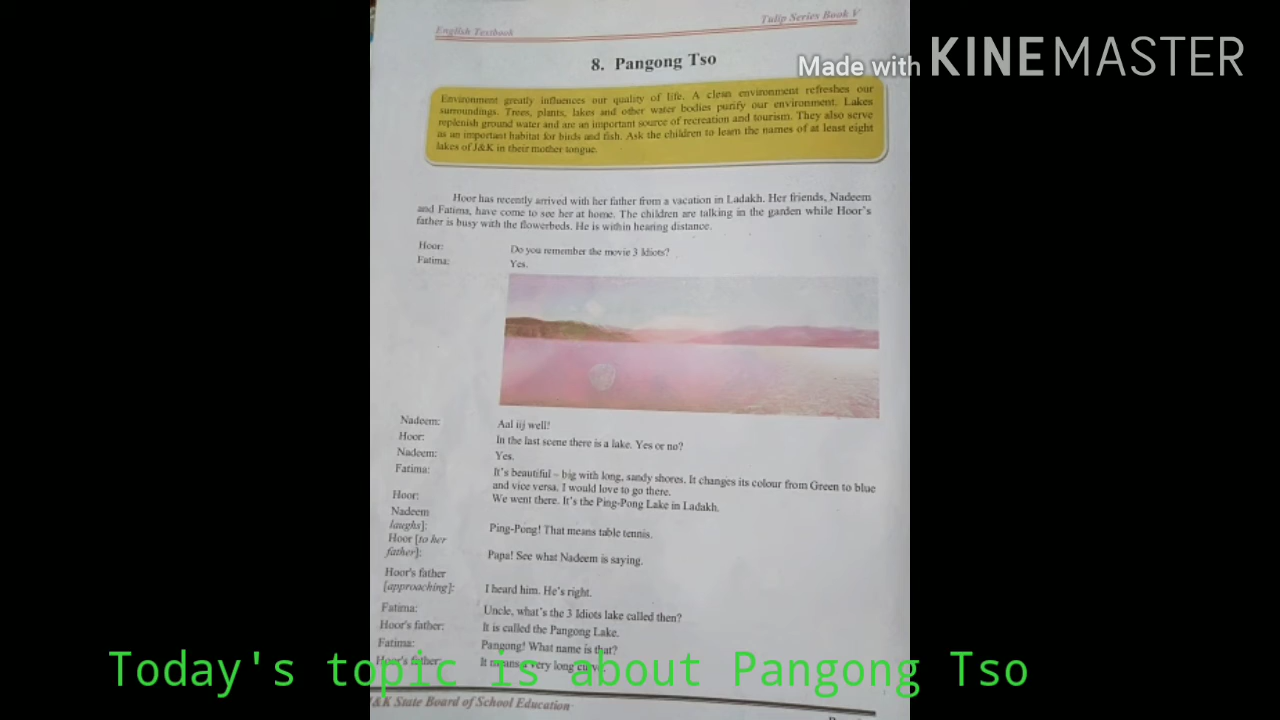 English Textbook
Tulip Series Book V
Made with KINEMASTER
8. Pangong Tso
Environment greatly influences our quality of life. A clean environment refreshes our
surroundings. Trees, plants, lakes and other water bodies purify our environment. Lakes
replenish ground water and are an important source of recreation and tourism. They also serve
as an important habitat for birds and fish. Ask the children to learn the names of at least eight
lakes of J&K in their mother tongue.
Hoor has recently arrived with her father from a vacation in Ladakh. Her friends, Nadeem
and Fatima, have come to see her at home. The children are talking in the garden while Hoor's
father is busy with the flowerbeds. He is within hearing distance.
Hoor: Do you remember the movie 3 Idiots?
Fatima: Yes.
Nadeem: Aal iij well?
Hoor: In the last scene there is a lake. Yes or no?
Nadeem: Yes.
Fatima: It's beautiful – big with long, sandy shores. It changes its colour from Green to blue
and vice versa. I would love to go there.
Hoor: We went there. It's the Ping-Pong Lake in Ladakh.
Nadeem
laughs]: Ping-Pong! That means table tennis.
Hoor [to her
father]: Papa! See what Nadeem is saying.
Hoor's father
[approaching]: I heard him. He's right.
Fatima: Uncle, what's the 3 Idiots lake called then?
Hoor's father: It is called the Pangong Lake.
Fatima: Pangong! What name is that?
Hoor's father: It means a very long curve.
Today's topic is about Pangong Tso
&K State Board of School Education